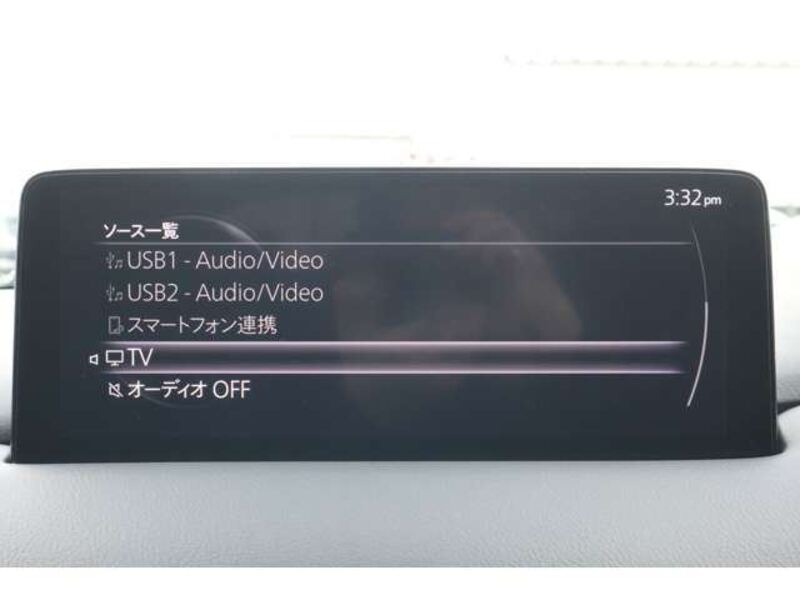 3:32pm
ソース一覧
USB1 - Audio/Video
USB2 - Audio/Video
スマートフォン連携
TV
オーディオ OFF